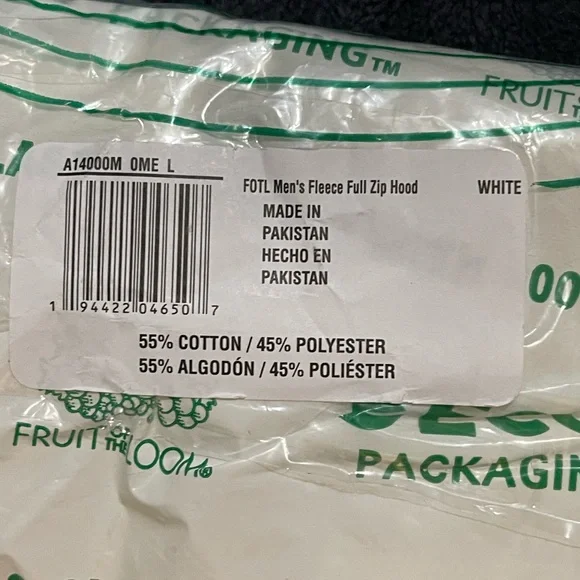 PACKAGING™
FRUIT
A14000M 0ME L
FOTL Men's Fleece Full Zip Hood
WHITE
MADE IN
PAKISTAN
HECHO EN
PAKISTAN
1 94422 04650 7
55% COTTON / 45% POLYESTER
55% ALGODÓN / 45% POLIÉSTER
FRUIT OF THE LOOM®
PACKAGIN